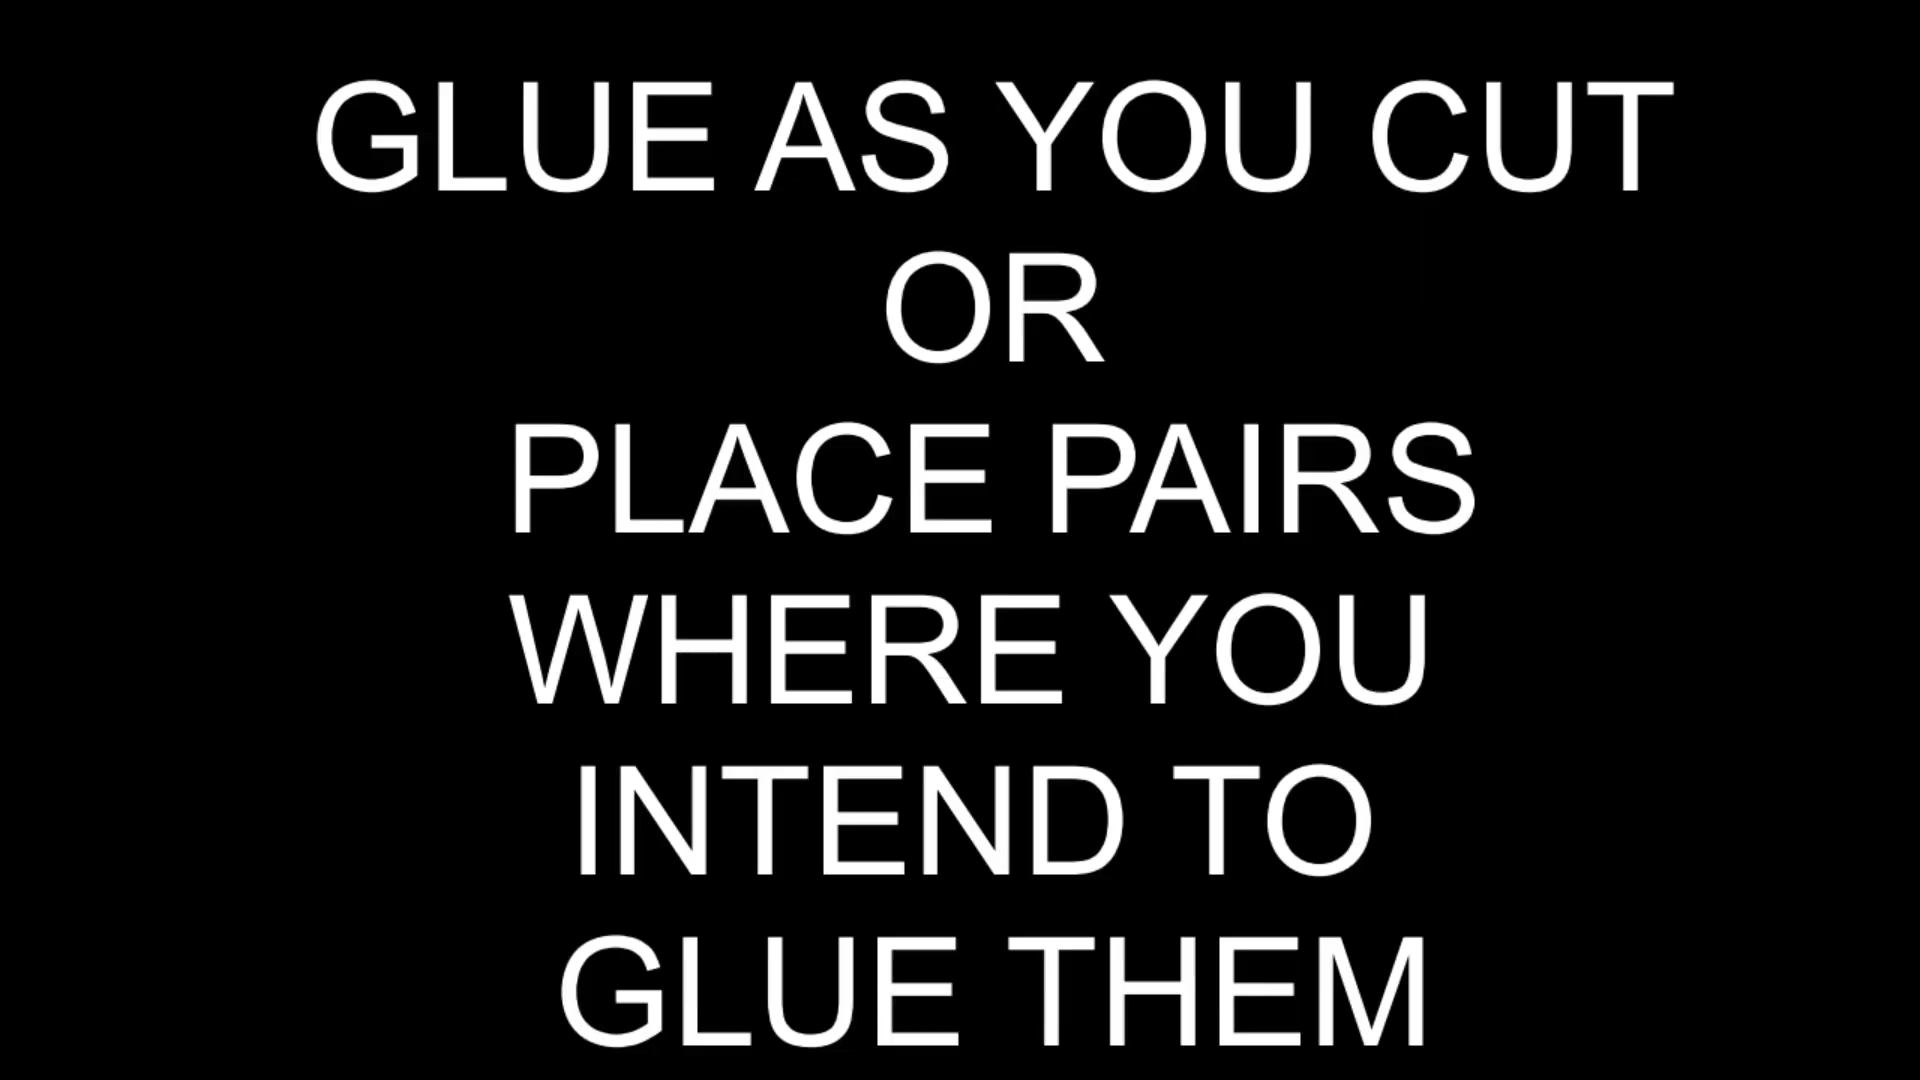 GLUE AS YOU CUT
OR
PLACE PAIRS
WHERE YOU
INTEND TO
GLUE THEM